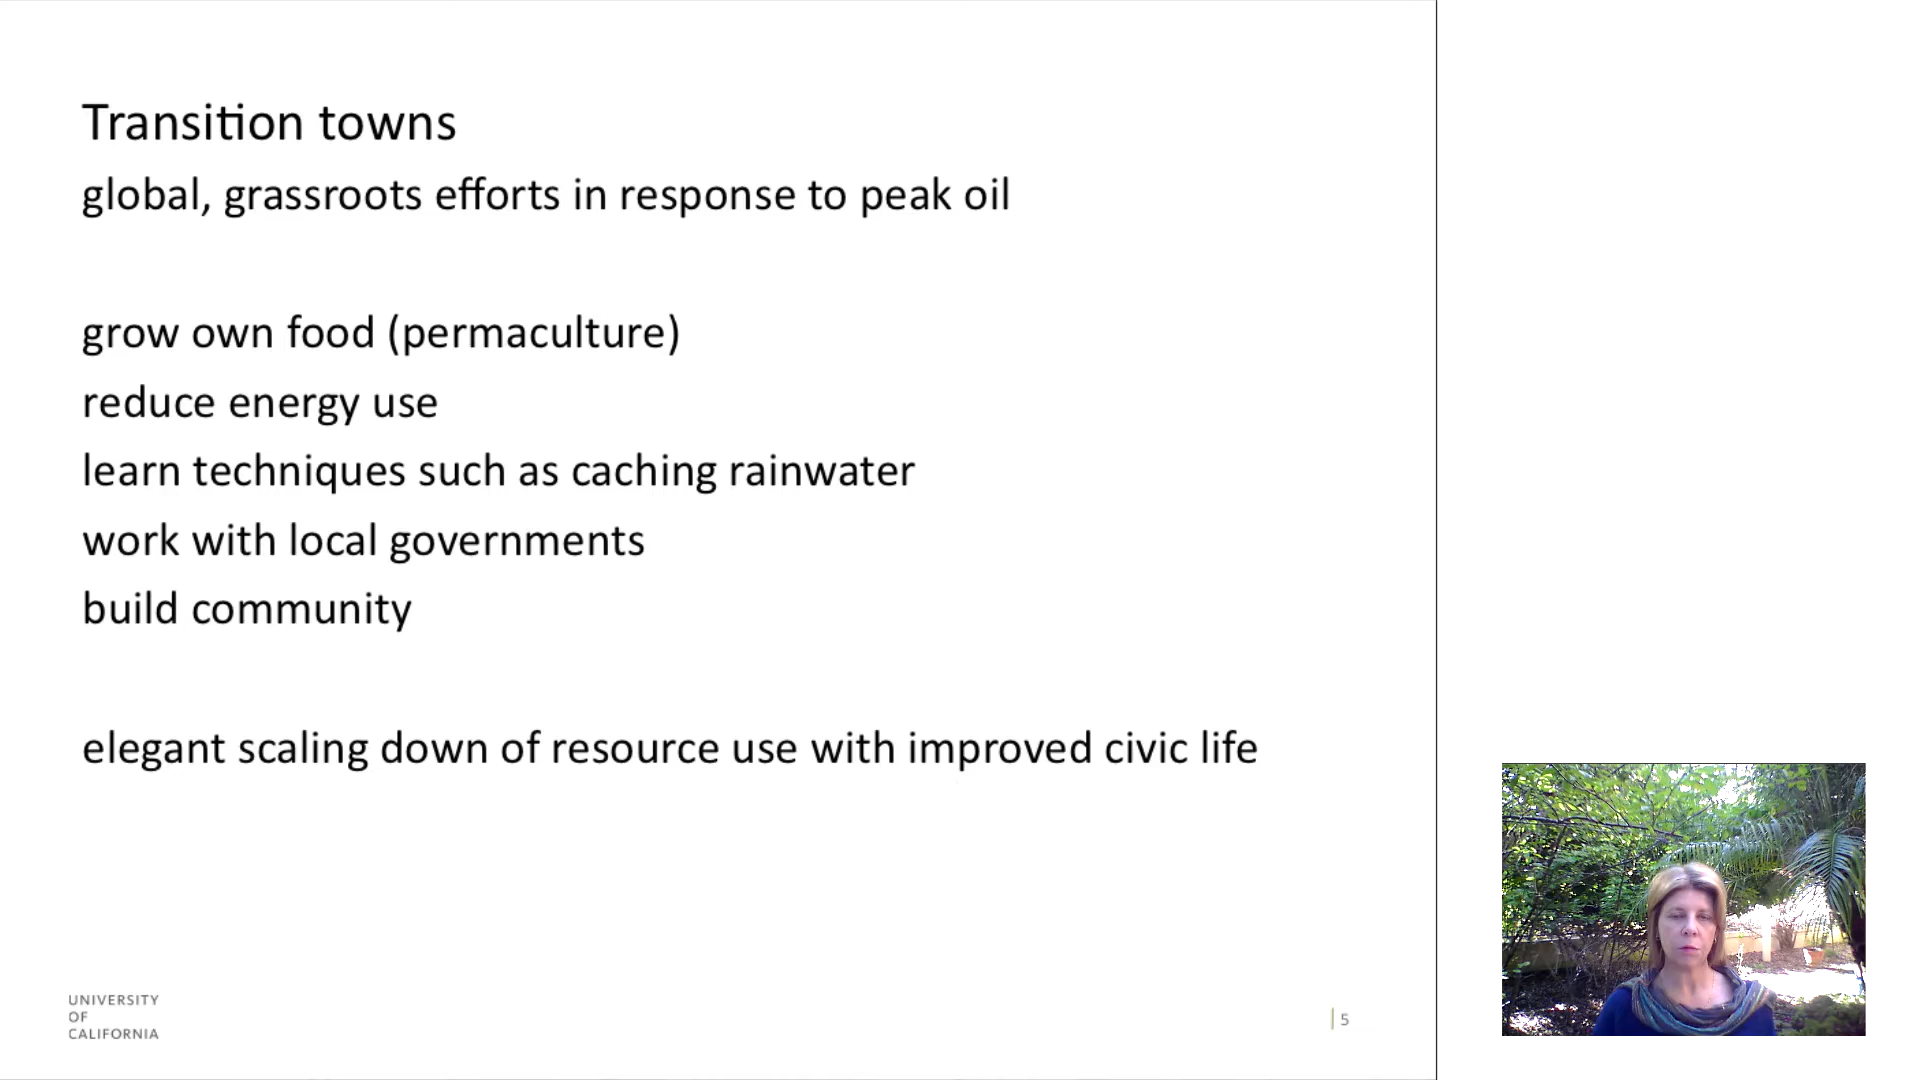 Transition towns
global, grassroots efforts in response to peak oil
grow own food (permaculture)
reduce energy use
learn techniques such as caching rainwater
work with local governments
build community
elegant scaling down of resource use with improved civic life
UNIVERSITY
OF
CALIFORNIA
5